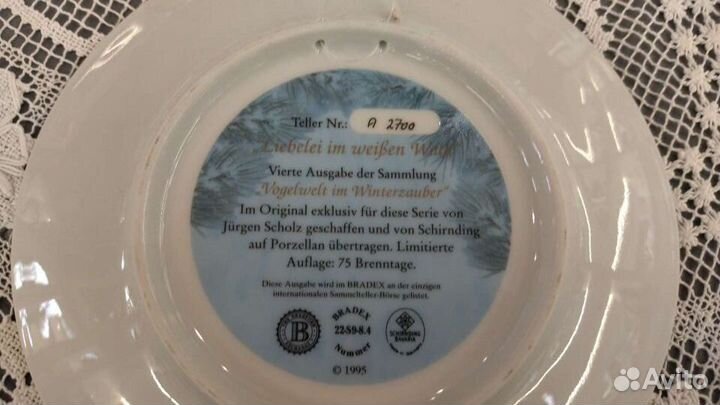 Teller Nr.: A 2700
„Liebelei im weißen Wald“
Vierte Ausgabe der Sammlung
„Vogelwelt im Winterzauber“
Im Original exklusiv für diese Serie von
Jürgen Scholz geschaffen und von Schirnding
auf Porzellan übertragen. Limitierte
Auflage: 75 Brenntage.
Diese Ausgabe wird im BRADEX an der einzigen
internationalen Sammelteller-Börse gelistet.
BRADEX
22-S9-8.4
Nummer
B
SCHIRNDING
BAVARIA
© 1995
Avito